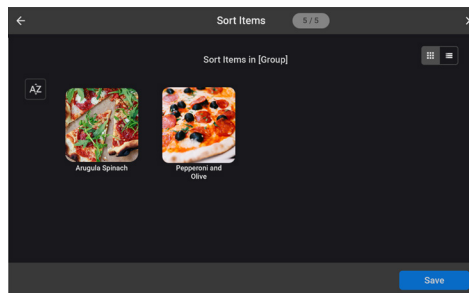 Sort Items
5 / 5
Sort Items in [Group]
AZ
Arugula Spinach
Pepperoni and
Olive
Save